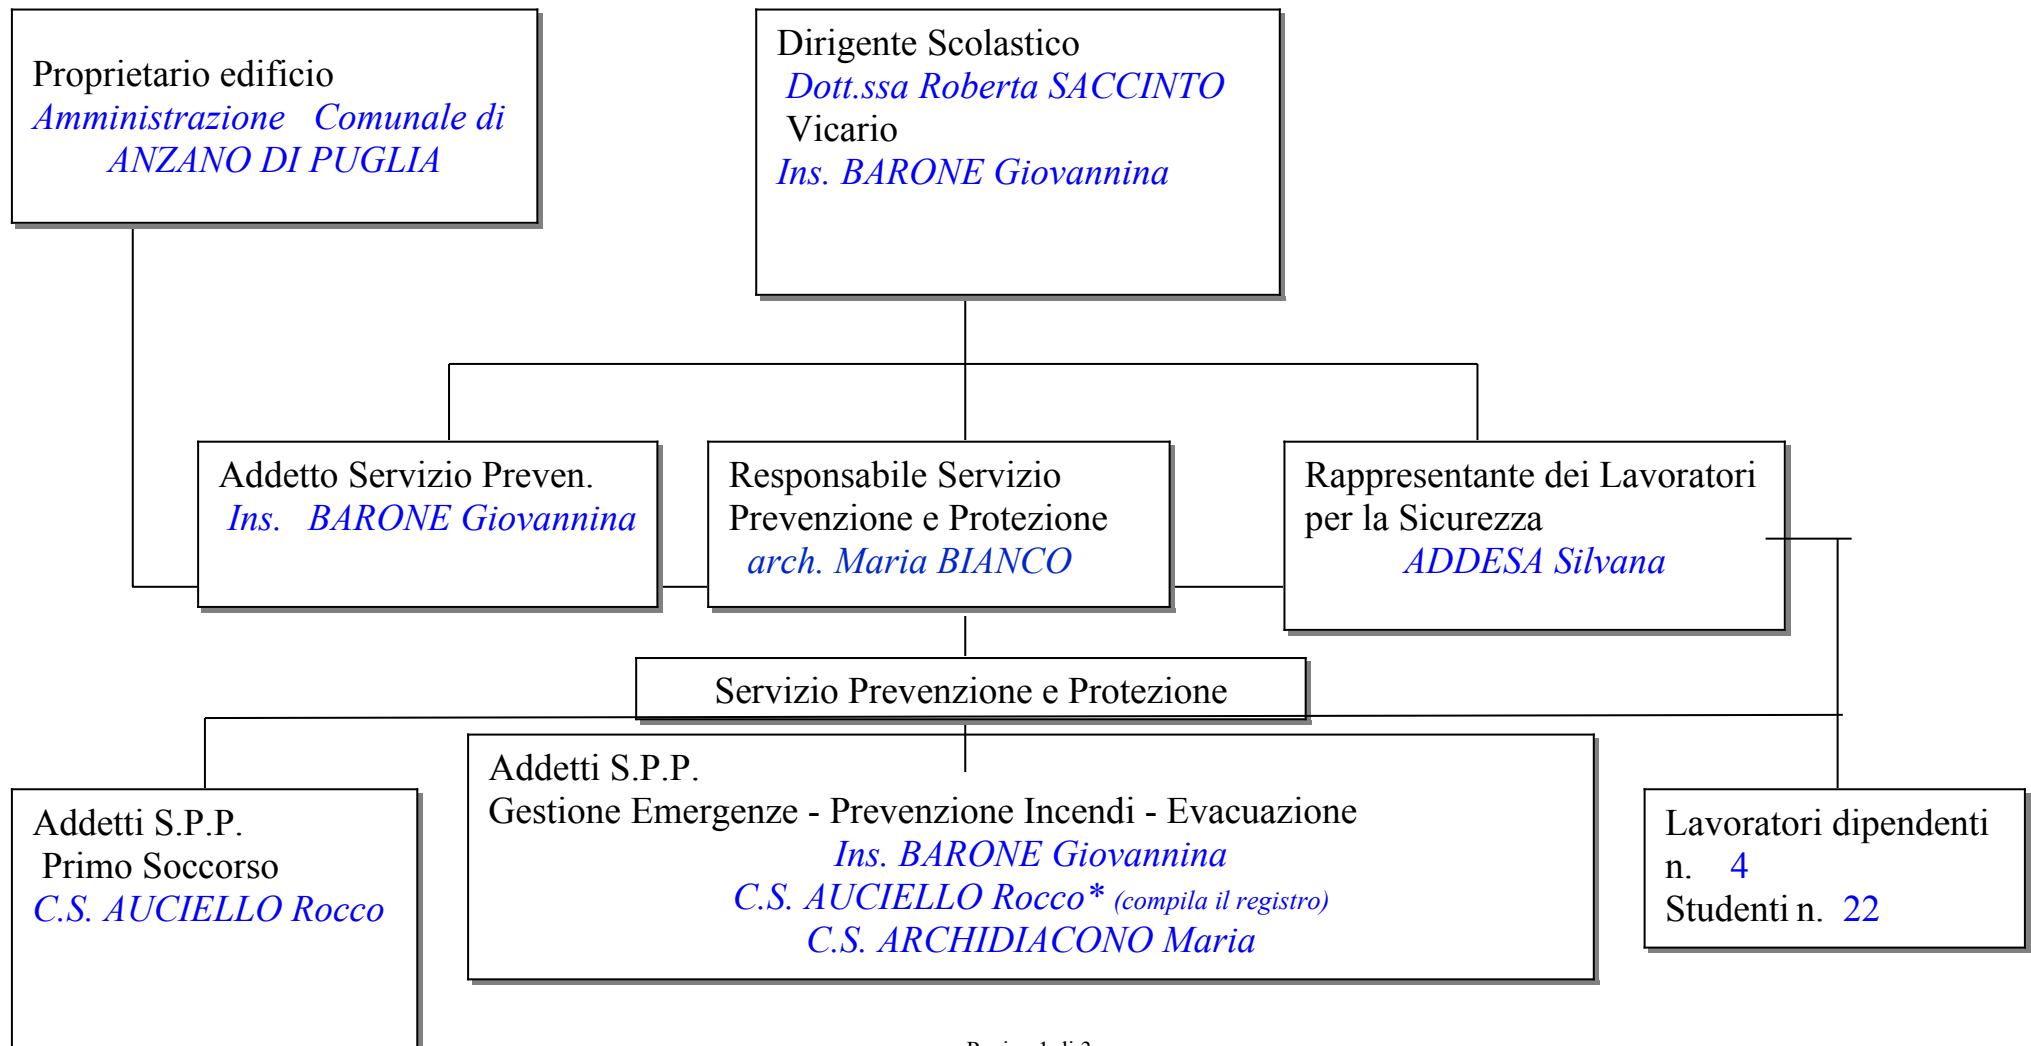 Proprietario edificio
Amministrazione Comunale di
ANZANO DI PUGLIA
Dirigente Scolastico
Dott.ssa Roberta SACCINTO
Vicario
Ins. BARONE Giovannina
Addetto Servizio Preven.
Ins. BARONE Giovannina
Responsabile Servizio
Prevenzione e Protezione
arch. Maria BIANCO
Rappresentante dei Lavoratori
per la Sicurezza
ADDESA Silvana
Servizio Prevenzione e Protezione
Addetti S.P.P.
Primo Soccorso
C.S. AUCIELLO Rocco
Addetti S.P.P.
Gestione Emergenze - Prevenzione Incendi - Evacuazione
Ins. BARONE Giovannina
C.S. AUCIELLO Rocco* (compila il registro)
C.S. ARCHIDIACONO Maria
Lavoratori dipendenti
n. 4
Studenti n. 22